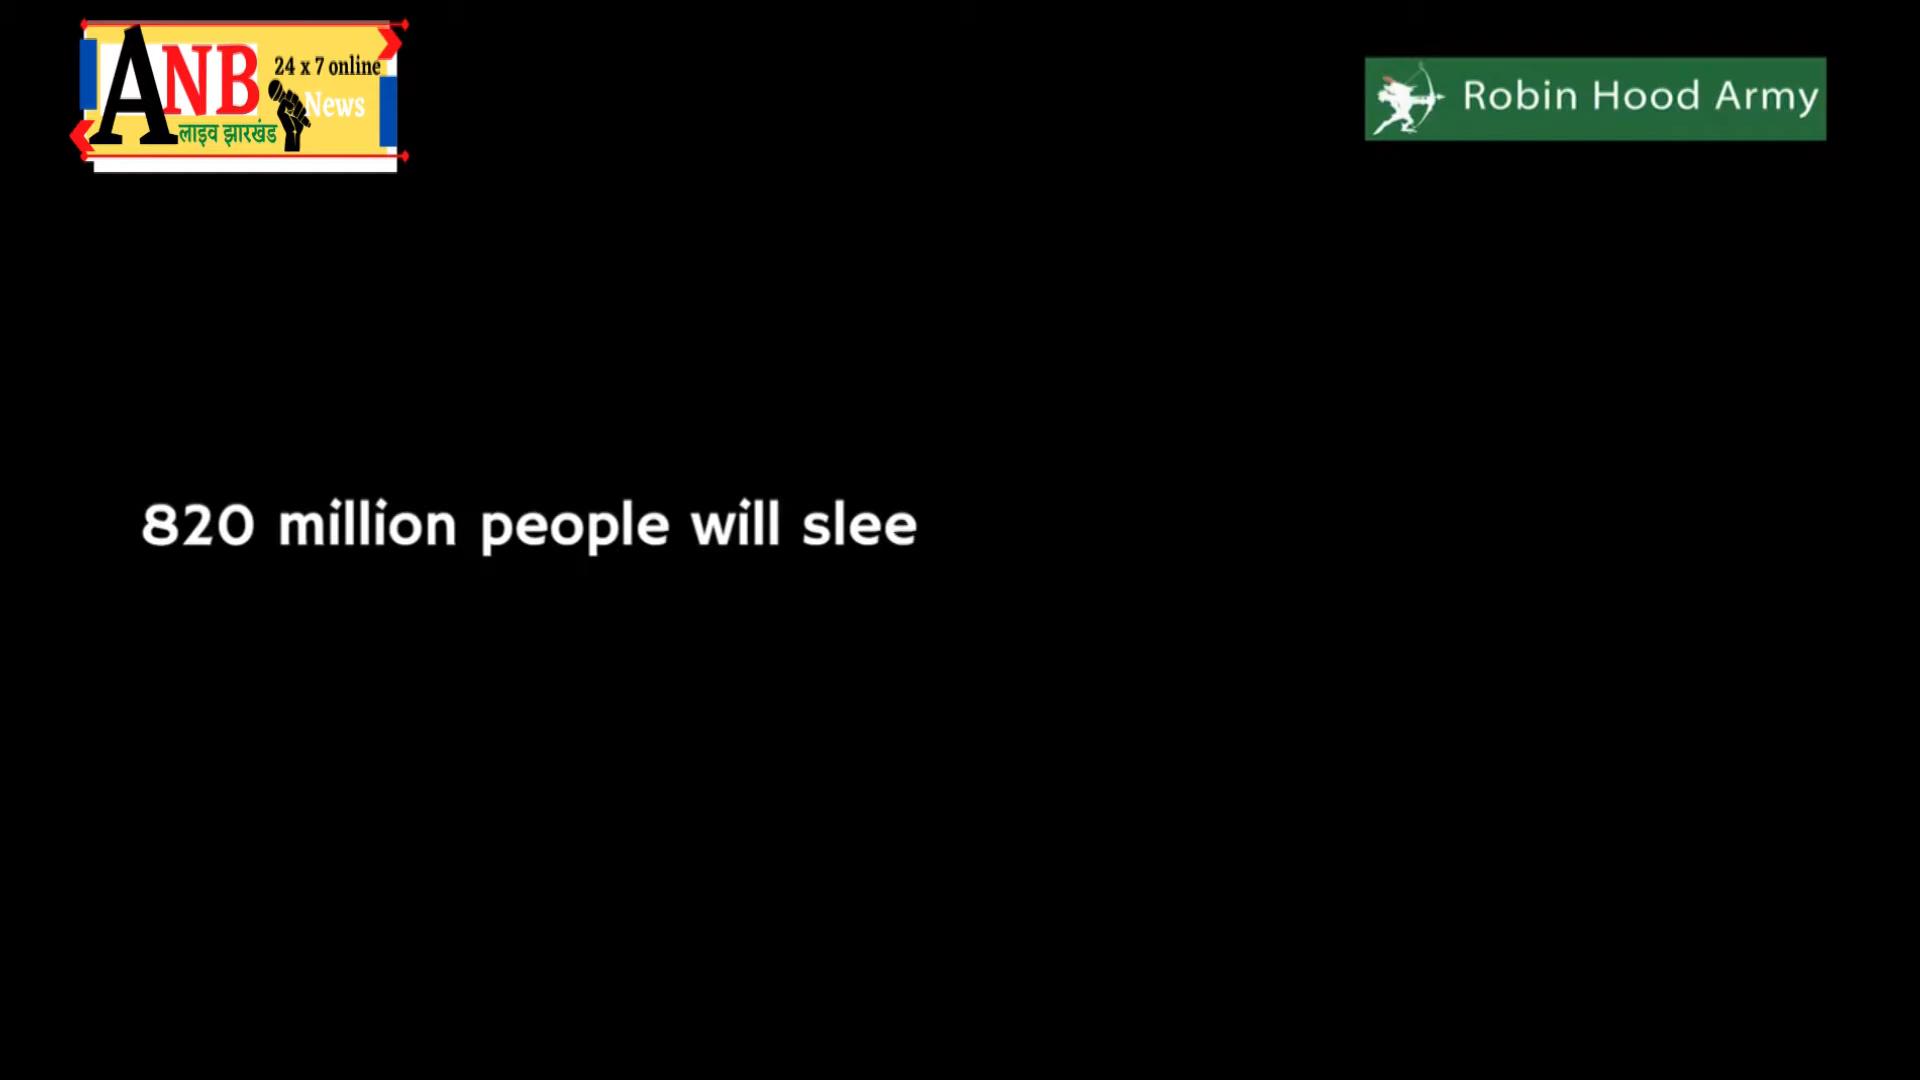 ANB
24 x 7 online
News
लाइव झारखंड
Robin Hood Army
820 million people will slee